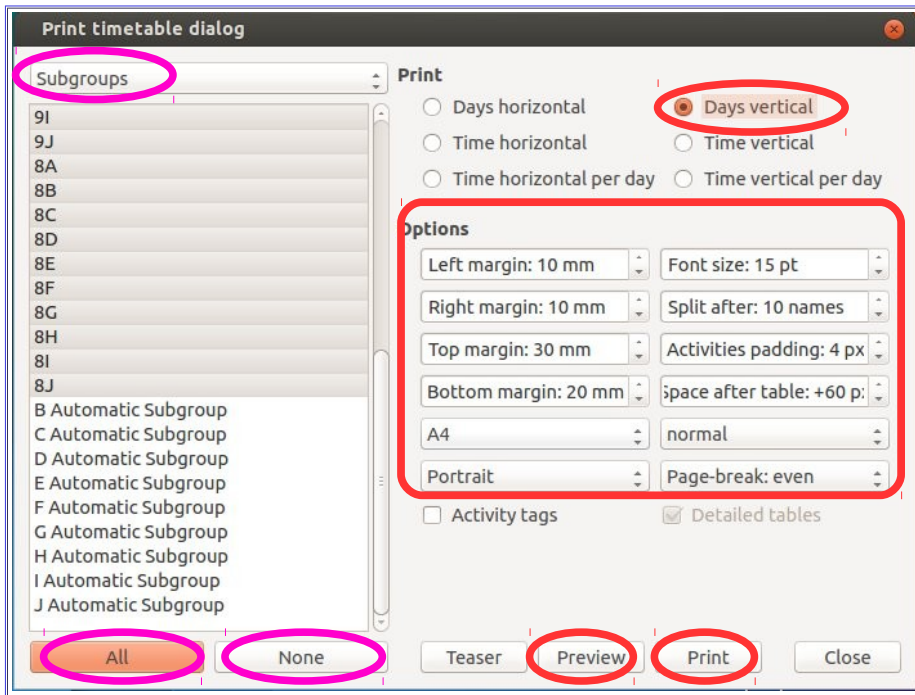 Print timetable dialog
Subgroups
9I
9J
8A
8B
8C
8D
8E
8F
8G
8H
8I
8J
B Automatic Subgroup
C Automatic Subgroup
D Automatic Subgroup
E Automatic Subgroup
F Automatic Subgroup
G Automatic Subgroup
H Automatic Subgroup
I Automatic Subgroup
J Automatic Subgroup
All None
Print
Days horizontal Days vertical
Time horizontal Time vertical
Time horizontal per day Time vertical per day
Options
Left margin: 10 mm Font size: 15 pt
Right margin: 10 mm Split after: 10 names
Top margin: 30 mm Activities padding: 4 px
Bottom margin: 20 mm Space after table: +60 p
A4 normal
Portrait Page-break: even
Activity tags Detailed tables
Teaser Preview Print Close